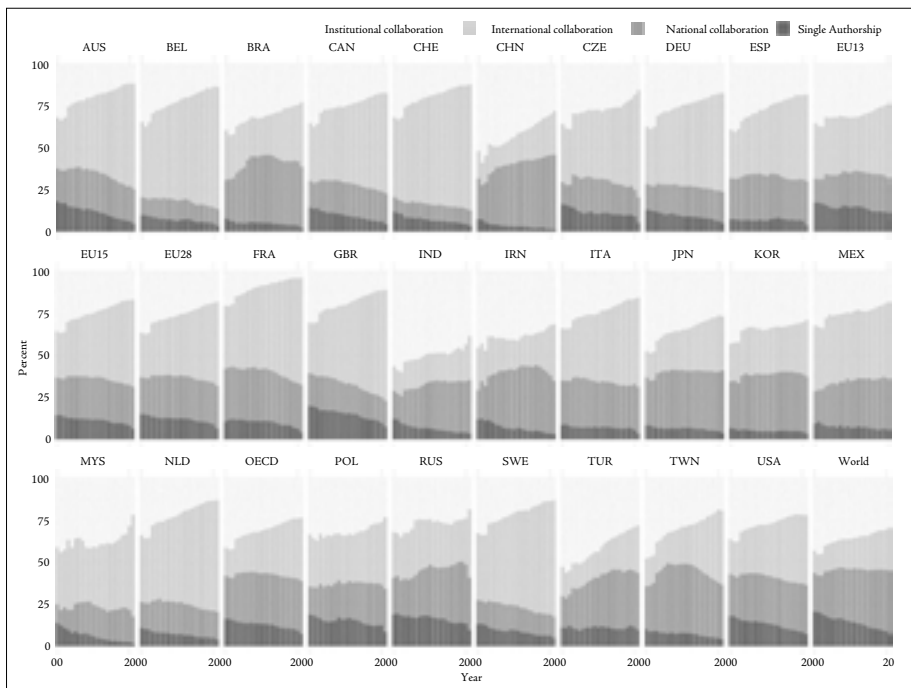 Institutional collaboration International collaboration National collaboration Single Authorship
AUS BEL BRA CAN CHE CHN CZE DEU ESP EU13
100
75
50
25
0
EU15 EU28 FRA GBR IND IRN ITA JPN KOR MEX
100
75
50
25
0
Percent
MYS NLD OECD POL RUS SWE TUR TWN USA World
100
75
50
25
0
00 2000 2000 2000 2000 2000 2000 2000 2000 2000 20
Year